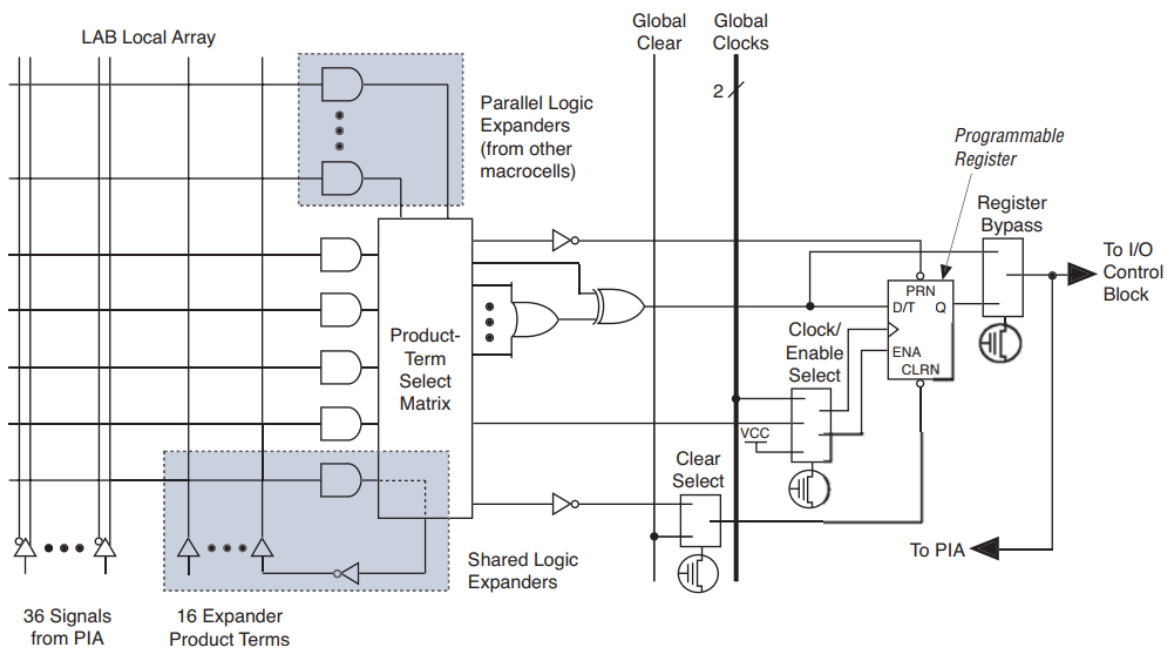 LAB Local Array
Global
Clear
Global
Clocks
2
Parallel Logic
Expanders
(from other
macrocells)
Programmable
Register
Register
Bypass
To I/O
Control
Block
PRN
D/T Q
ENA
CLRN
Clock/
Enable
Select
Product-
Term
Select
Matrix
VCC
Clear
Select
To PIA
Shared Logic
Expanders
36 Signals
from PIA
16 Expander
Product Terms